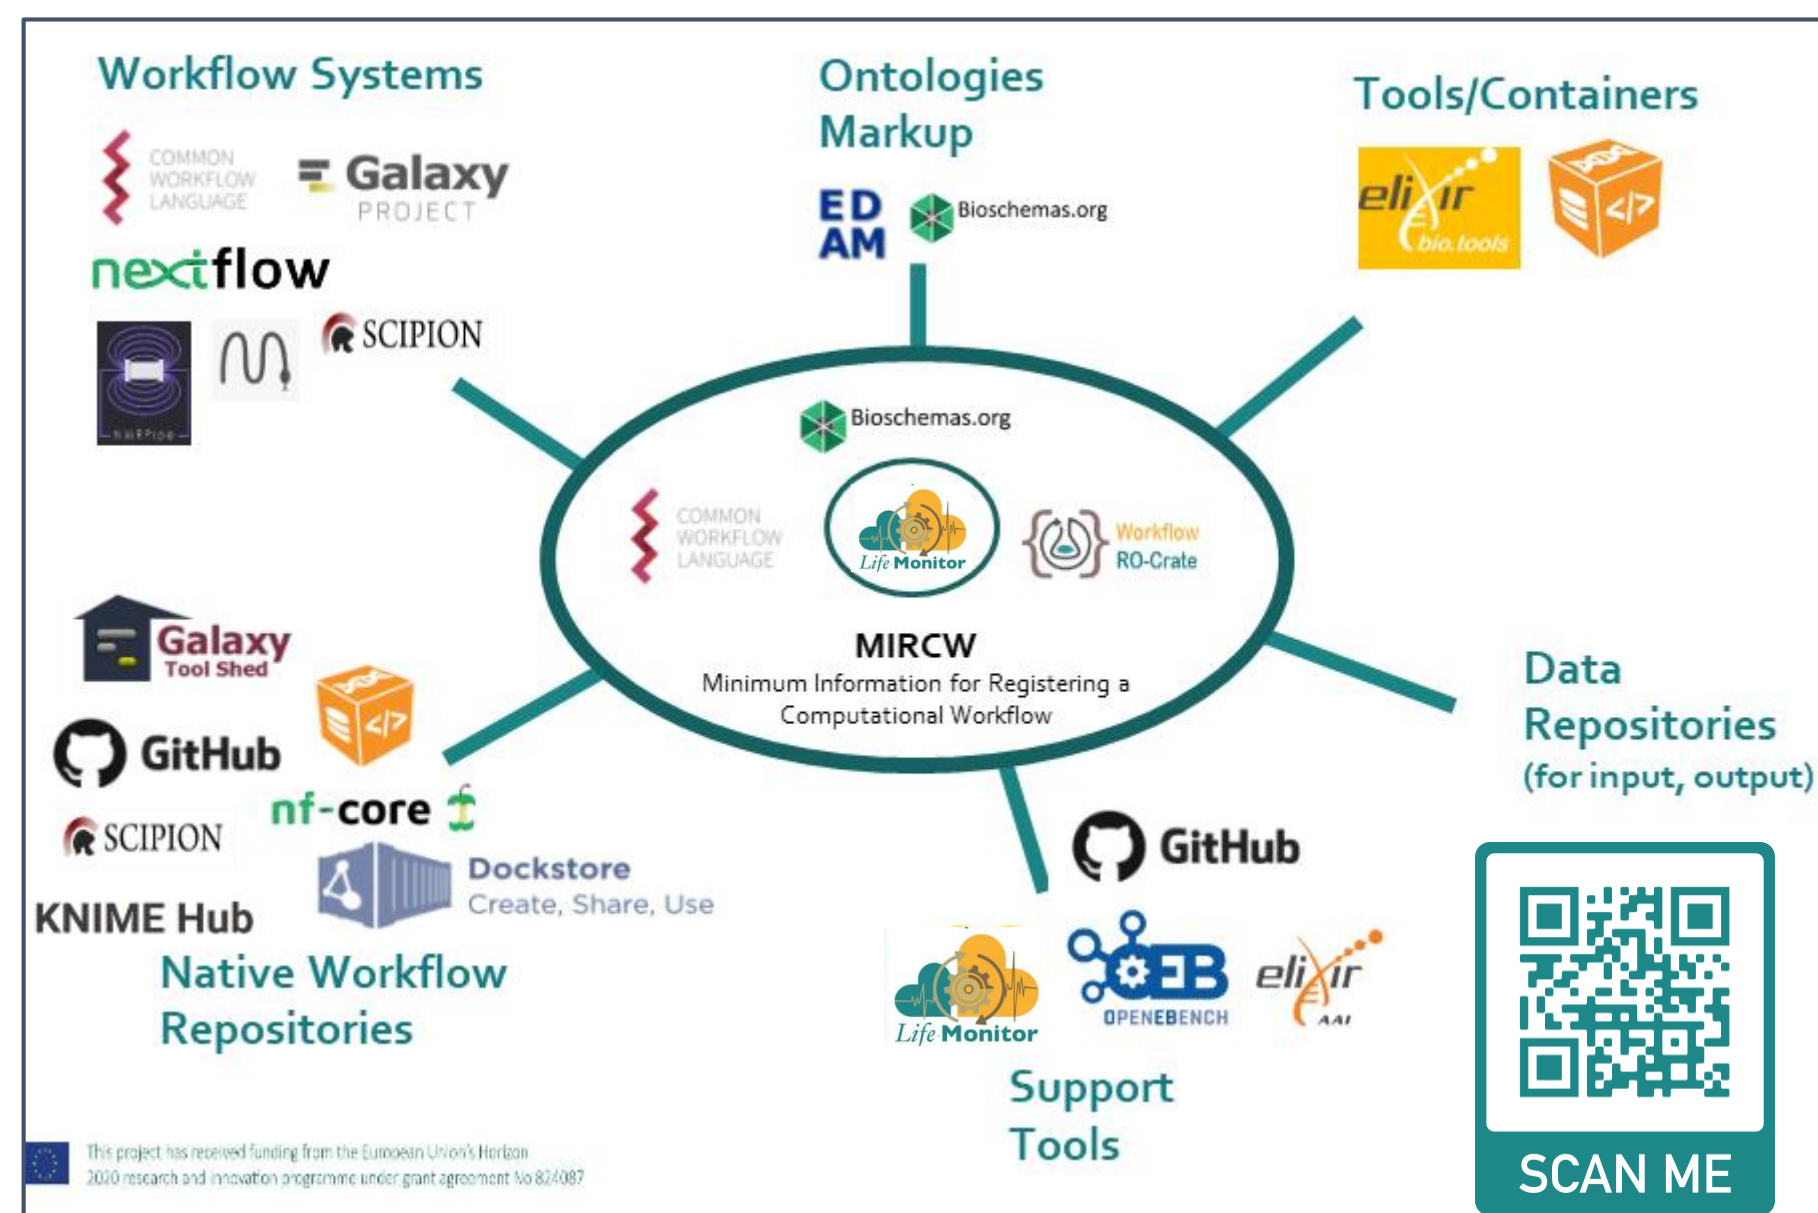 Workflow Systems
COMMON
WORKFLOW
LANGUAGE
Galaxy
PROJECT
nextflow
NMRPipe
SCIPION
Ontologies
Markup
ED
AM
Bioschemas.org
Tools/Containers
elixir
bio.tools
</>
Bioschemas.org
COMMON
WORKFLOW
LANGUAGE
Life Monitor
Workflow
RO-Crate
MIRCW
Minimum Information for Registering a
Computational Workflow
Galaxy
Tool Shed
</>
GitHub
nf-core
SCIPION
Dockstore
Create, Share, Use
KNIME Hub
Native Workflow
Repositories
Data
Repositories
(for input, output)
GitHub
Life Monitor
EB
OPENEBENCH
elixir
AAI
Support
Tools
SCAN ME
This project has received funding from the European Union's Horizon
2020 research and innovation programme under grant agreement No 824087